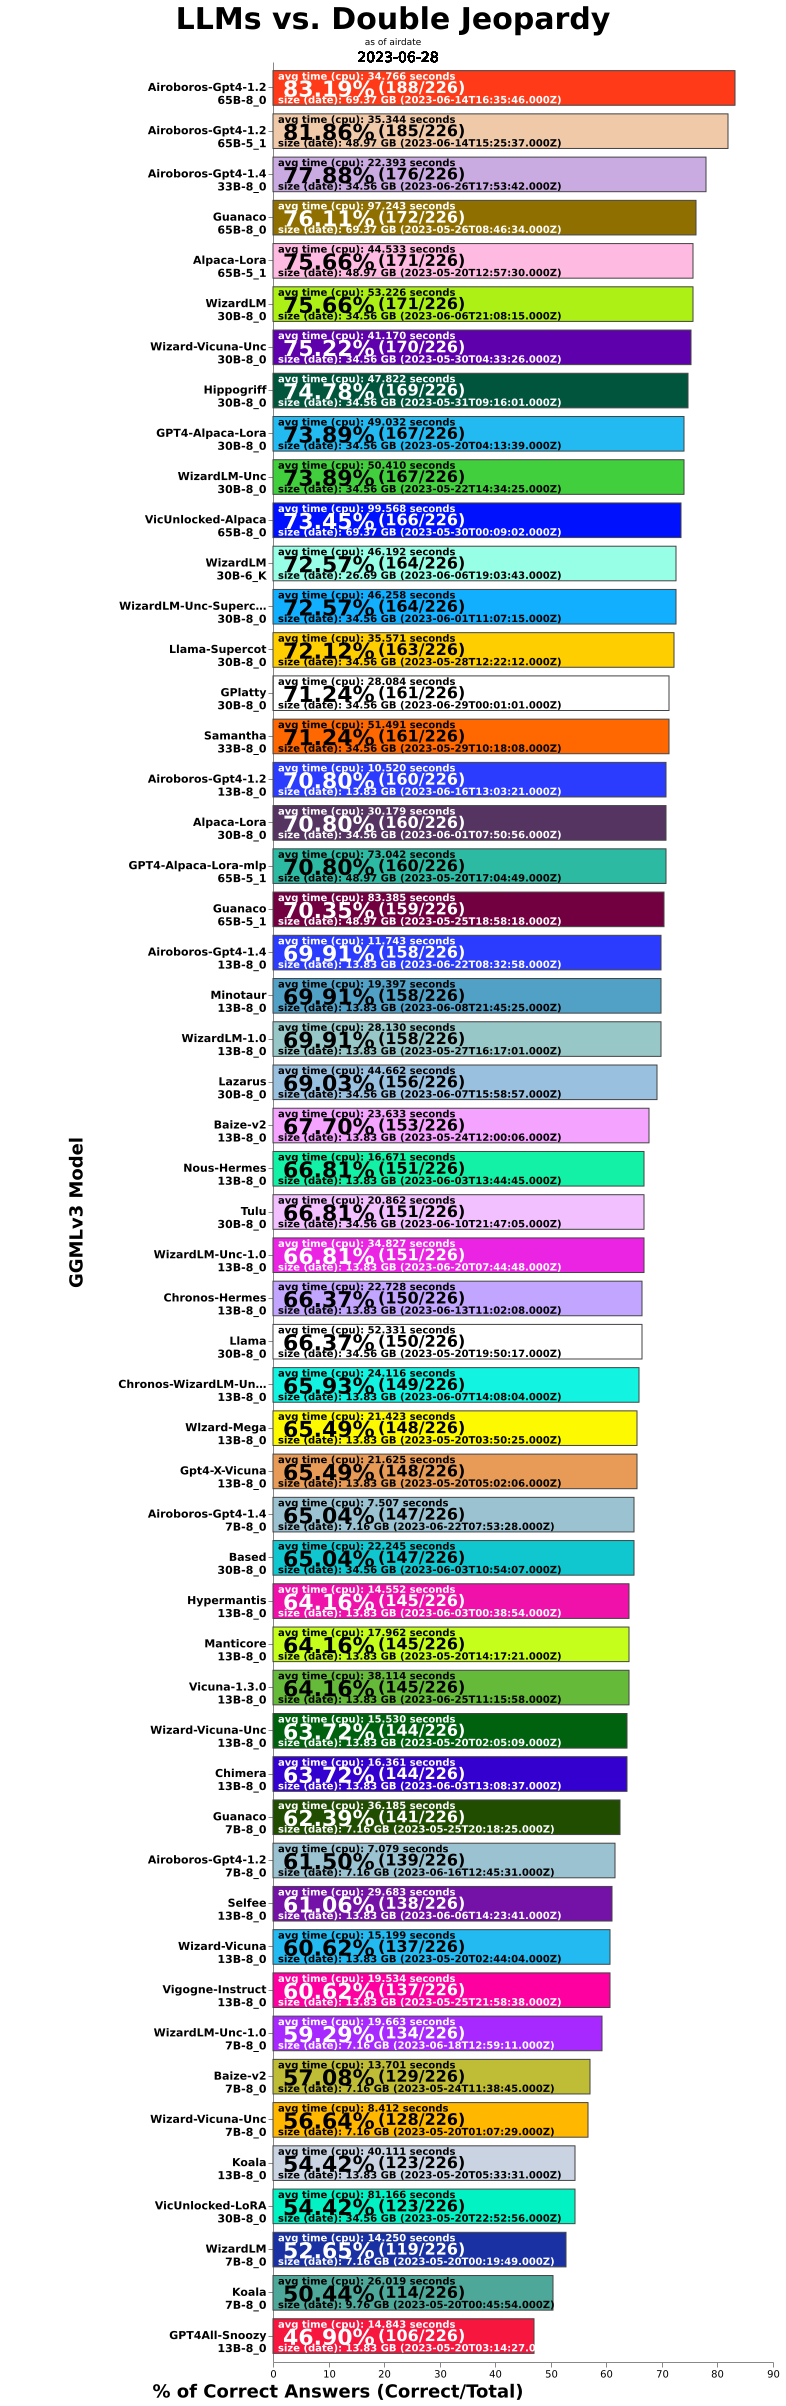 LLMs vs. Double Jeopardy
as of airdate
2023-06-28
Airoboros-Gpt4-1.2
65B-8_0
avg time (cpu): 34.766 seconds
83.19% (188/226)
size (date): 69.37 GB (2023-06-14T16:35:46.000Z)
Airoboros-Gpt4-1.2
65B-5_1
avg time (cpu): 35.344 seconds
81.86% (185/226)
size (date): 48.97 GB (2023-06-14T15:25:37.000Z)
Airoboros-Gpt4-1.4
33B-8_0
avg time (cpu): 22.393 seconds
77.88% (176/226)
size (date): 34.56 GB (2023-06-26T17:53:42.000Z)
Guanaco
65B-8_0
avg time (cpu): 97.243 seconds
76.11% (172/226)
size (date): 69.37 GB (2023-05-26T08:46:34.000Z)
Alpaca-Lora
65B-5_1
avg time (cpu): 44.533 seconds
75.66% (171/226)
size (date): 48.97 GB (2023-05-20T12:57:30.000Z)
WizardLM
30B-8_0
avg time (cpu): 53.226 seconds
75.66% (171/226)
size (date): 34.56 GB (2023-06-06T21:08:15.000Z)
Wizard-Vicuna-Unc
30B-8_0
avg time (cpu): 41.170 seconds
75.22% (170/226)
size (date): 34.56 GB (2023-05-30T04:33:26.000Z)
Hippogriff
30B-8_0
avg time (cpu): 47.822 seconds
74.78% (169/226)
size (date): 34.56 GB (2023-05-31T09:16:01.000Z)
GPT4-Alpaca-Lora
30B-8_0
avg time (cpu): 49.032 seconds
73.89% (167/226)
size (date): 34.56 GB (2023-05-20T04:13:39.000Z)
WizardLM-Unc
30B-8_0
avg time (cpu): 50.410 seconds
73.89% (167/226)
size (date): 34.56 GB (2023-05-22T14:34:25.000Z)
VicUnlocked-Alpaca
65B-8_0
avg time (cpu): 99.568 seconds
73.45% (166/226)
size (date): 69.37 GB (2023-05-30T00:09:02.000Z)
WizardLM
30B-6_K
avg time (cpu): 46.192 seconds
72.57% (164/226)
size (date): 26.69 GB (2023-06-06T19:03:43.000Z)
WizardLM-Unc-Superc...
30B-8_0
avg time (cpu): 46.258 seconds
72.57% (164/226)
size (date): 34.56 GB (2023-06-01T11:07:15.000Z)
Llama-Supercot
30B-8_0
avg time (cpu): 35.571 seconds
72.12% (163/226)
size (date): 34.56 GB (2023-05-28T12:22:12.000Z)
GPlatty
30B-8_0
avg time (cpu): 28.084 seconds
71.24% (161/226)
size (date): 34.56 GB (2023-06-29T00:01:01.000Z)
Samantha
33B-8_0
avg time (cpu): 51.491 seconds
71.24% (161/226)
size (date): 34.56 GB (2023-05-29T10:18:08.000Z)
Airoboros-Gpt4-1.2
13B-8_0
avg time (cpu): 10.520 seconds
70.80% (160/226)
size (date): 13.83 GB (2023-06-16T13:03:21.000Z)
Alpaca-Lora
30B-8_0
avg time (cpu): 30.179 seconds
70.80% (160/226)
size (date): 34.56 GB (2023-06-01T07:50:56.000Z)
GPT4-Alpaca-Lora-mlp
65B-5_1
avg time (cpu): 73.042 seconds
70.80% (160/226)
size (date): 48.97 GB (2023-05-20T17:04:49.000Z)
Guanaco
65B-5_1
avg time (cpu): 83.385 seconds
70.35% (159/226)
size (date): 48.97 GB (2023-05-25T18:58:18.000Z)
Airoboros-Gpt4-1.4
13B-8_0
avg time (cpu): 11.743 seconds
69.91% (158/226)
size (date): 13.83 GB (2023-06-22T08:32:58.000Z)
Minotaur
13B-8_0
avg time (cpu): 19.397 seconds
69.91% (158/226)
size (date): 13.83 GB (2023-06-08T21:45:25.000Z)
WizardLM-1.0
13B-8_0
avg time (cpu): 28.130 seconds
69.91% (158/226)
size (date): 13.83 GB (2023-05-27T16:17:01.000Z)
Lazarus
30B-8_0
avg time (cpu): 44.662 seconds
69.03% (156/226)
size (date): 34.56 GB (2023-06-07T15:58:57.000Z)
Baize-v2
13B-8_0
avg time (cpu): 23.633 seconds
67.70% (153/226)
size (date): 13.83 GB (2023-05-24T12:00:06.000Z)
Nous-Hermes
13B-8_0
avg time (cpu): 16.671 seconds
66.81% (151/226)
size (date): 13.83 GB (2023-06-03T13:44:45.000Z)
Tulu
30B-8_0
avg time (cpu): 20.862 seconds
66.81% (151/226)
size (date): 34.56 GB (2023-06-10T21:47:05.000Z)
WizardLM-Unc-1.0
13B-8_0
avg time (cpu): 34.827 seconds
66.81% (151/226)
size (date): 13.83 GB (2023-06-20T07:44:48.000Z)
Chronos-Hermes
13B-8_0
avg time (cpu): 22.728 seconds
66.37% (150/226)
size (date): 13.83 GB (2023-06-13T11:02:08.000Z)
Llama
30B-8_0
avg time (cpu): 52.331 seconds
66.37% (150/226)
size (date): 34.56 GB (2023-05-20T19:50:17.000Z)
Chronos-WizardLM-Un...
13B-8_0
avg time (cpu): 24.116 seconds
65.93% (149/226)
size (date): 13.83 GB (2023-06-07T14:08:04.000Z)
WIzard-Mega
13B-8_0
avg time (cpu): 21.423 seconds
65.49% (148/226)
size (date): 13.83 GB (2023-05-20T03:50:25.000Z)
Gpt4-X-Vicuna
13B-8_0
avg time (cpu): 21.625 seconds
65.49% (148/226)
size (date): 13.83 GB (2023-05-20T05:02:06.000Z)
Airoboros-Gpt4-1.4
7B-8_0
avg time (cpu): 7.507 seconds
65.04% (147/226)
size (date): 7.16 GB (2023-06-22T07:53:28.000Z)
Based
30B-8_0
avg time (cpu): 22.245 seconds
65.04% (147/226)
size (date): 34.56 GB (2023-06-03T10:54:07.000Z)
Hypermantis
13B-8_0
avg time (cpu): 14.552 seconds
64.16% (145/226)
size (date): 13.83 GB (2023-06-03T00:38:54.000Z)
Manticore
13B-8_0
avg time (cpu): 17.962 seconds
64.16% (145/226)
size (date): 13.83 GB (2023-05-20T14:17:21.000Z)
Vicuna-1.3.0
13B-8_0
avg time (cpu): 38.114 seconds
64.16% (145/226)
size (date): 13.83 GB (2023-06-25T11:15:58.000Z)
Wizard-Vicuna-Unc
13B-8_0
avg time (cpu): 15.530 seconds
63.72% (144/226)
size (date): 13.83 GB (2023-05-20T02:05:09.000Z)
Chimera
13B-8_0
avg time (cpu): 16.361 seconds
63.72% (144/226)
size (date): 13.83 GB (2023-06-03T13:08:37.000Z)
Guanaco
7B-8_0
avg time (cpu): 36.185 seconds
62.39% (141/226)
size (date): 7.16 GB (2023-05-25T20:18:25.000Z)
Airoboros-Gpt4-1.2
7B-8_0
avg time (cpu): 7.079 seconds
61.50% (139/226)
size (date): 7.16 GB (2023-06-16T12:45:31.000Z)
Selfee
13B-8_0
avg time (cpu): 29.683 seconds
61.06% (138/226)
size (date): 13.83 GB (2023-06-06T14:23:41.000Z)
Wizard-Vicuna
13B-8_0
avg time (cpu): 15.199 seconds
60.62% (137/226)
size (date): 13.83 GB (2023-05-20T02:44:04.000Z)
Vigogne-Instruct
13B-8_0
avg time (cpu): 19.534 seconds
60.62% (137/226)
size (date): 13.83 GB (2023-05-25T21:58:38.000Z)
WizardLM-Unc-1.0
7B-8_0
avg time (cpu): 19.663 seconds
59.29% (134/226)
size (date): 7.16 GB (2023-06-18T12:59:11.000Z)
Baize-v2
7B-8_0
avg time (cpu): 13.701 seconds
57.08% (129/226)
size (date): 7.16 GB (2023-05-24T11:38:45.000Z)
Wizard-Vicuna-Unc
7B-8_0
avg time (cpu): 8.412 seconds
56.64% (128/226)
size (date): 7.16 GB (2023-05-20T01:07:29.000Z)
Koala
13B-8_0
avg time (cpu): 40.111 seconds
54.42% (123/226)
size (date): 13.83 GB (2023-05-20T05:33:31.000Z)
VicUnlocked-LoRA
30B-8_0
avg time (cpu): 81.166 seconds
54.42% (123/226)
size (date): 34.56 GB (2023-05-20T22:52:56.000Z)
WizardLM
7B-8_0
avg time (cpu): 14.250 seconds
52.65% (119/226)
size (date): 7.16 GB (2023-05-20T00:19:49.000Z)
Koala
7B-8_0
avg time (cpu): 26.019 seconds
50.44% (114/226)
size (date): 9.76 GB (2023-05-20T00:45:54.000Z)
GPT4All-Snoozy
13B-8_0
avg time (cpu): 14.843 seconds
46.90% (106/226)
size (date): 13.83 GB (2023-05-20T03:14:27.0
GGMLv3 Model
0 10 20 30 40 50 60 70 80 90
% of Correct Answers (Correct/Total)